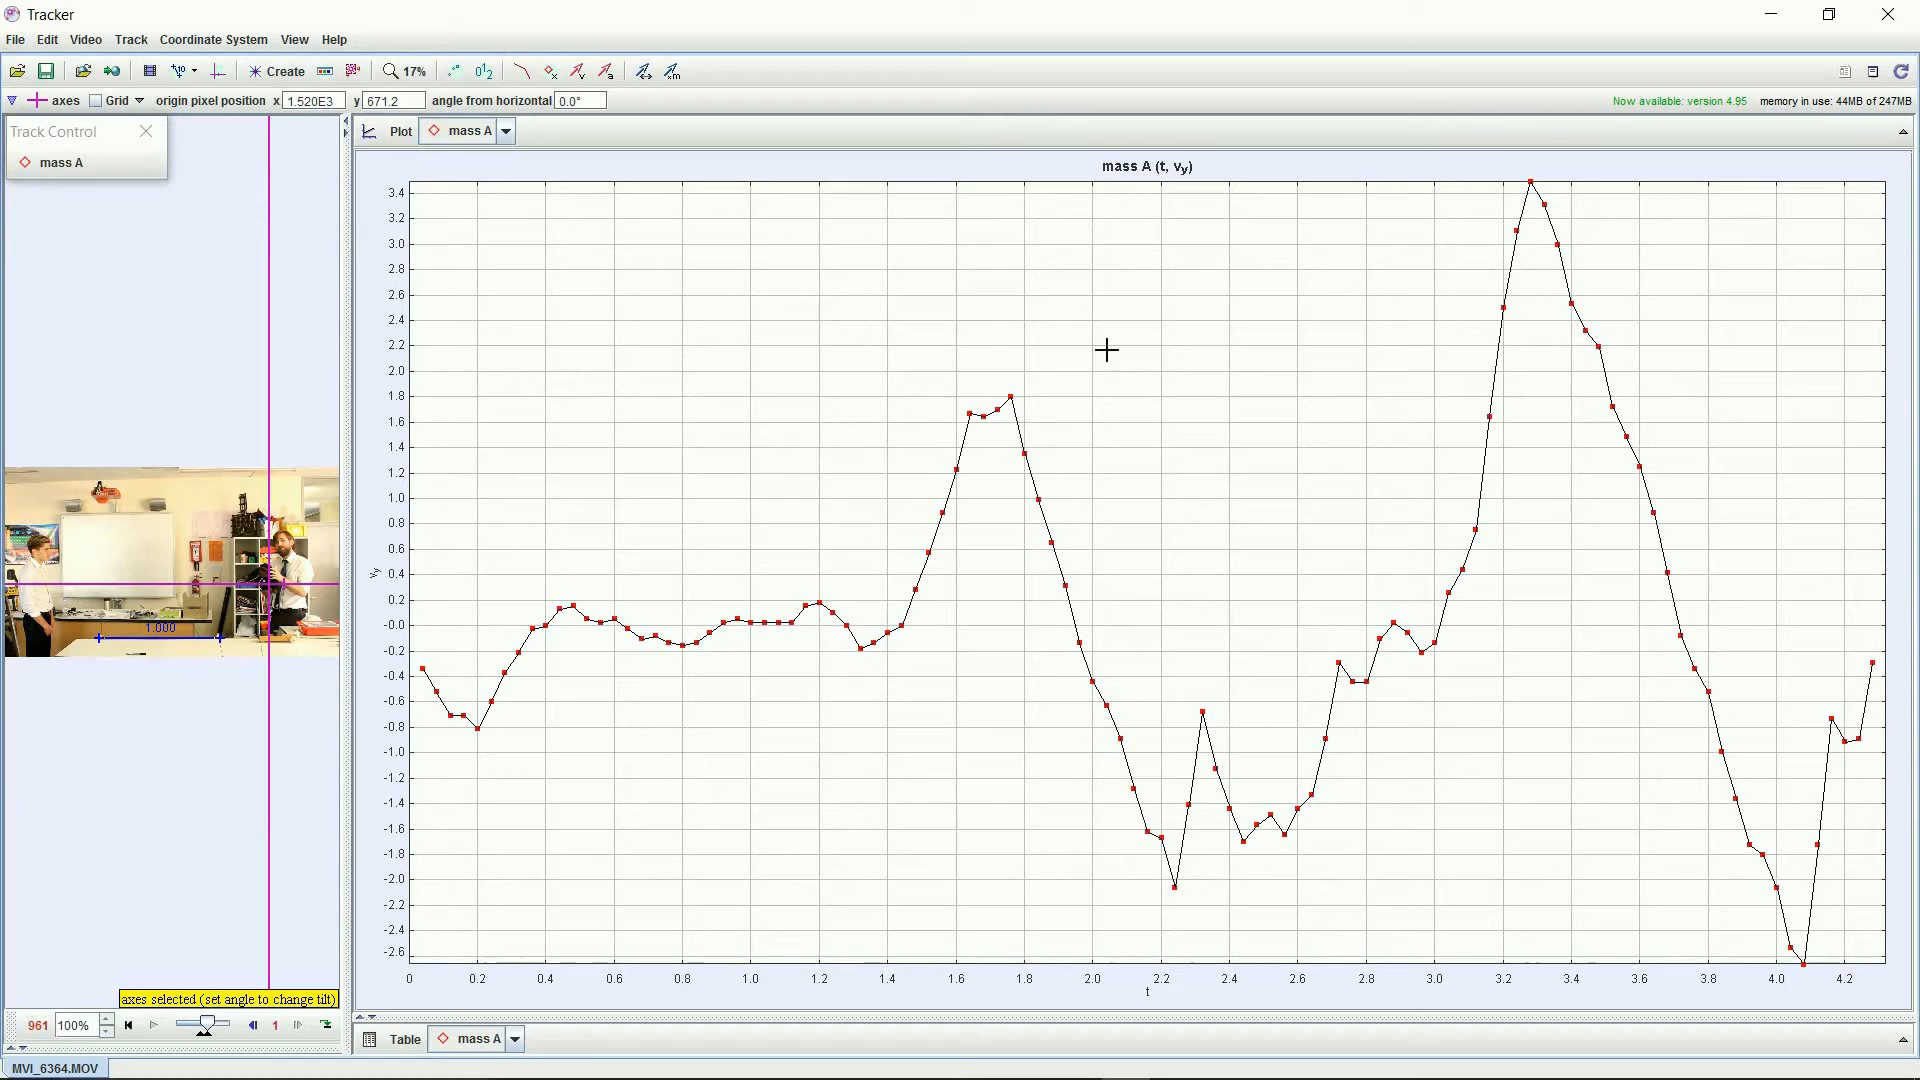 Tracker
File Edit Video Track Coordinate System View Help
Create 17%
axes Grid origin pixel position x 1.520E3 y 671.2 angle from horizontal 0.0° Now available: version 4.95 memory in use: 44MB of 247MB
Track Control
mass A
Plot mass A
mass A (t, vy)
3.4
3.2
3.0
2.8
2.6
2.4
2.2
2.0
1.8
1.6
1.4
1.2
1.0
0.8
0.6
0.4
0.2
-0.0
-0.2
-0.4
-0.6
-0.8
-1.0
-1.2
-1.4
-1.6
-1.8
-2.0
-2.2
-2.4
-2.6
vy
0 0.2 0.4 0.6 0.8 1.0 1.2 1.4 1.6 1.8 2.0 2.2 2.4 2.6 2.8 3.0 3.2 3.4 3.6 3.8 4.0 4.2
t
1.000
axes selected (set angle to change tilt)
961 100% 1
Table mass A
MVI_6364.MOV